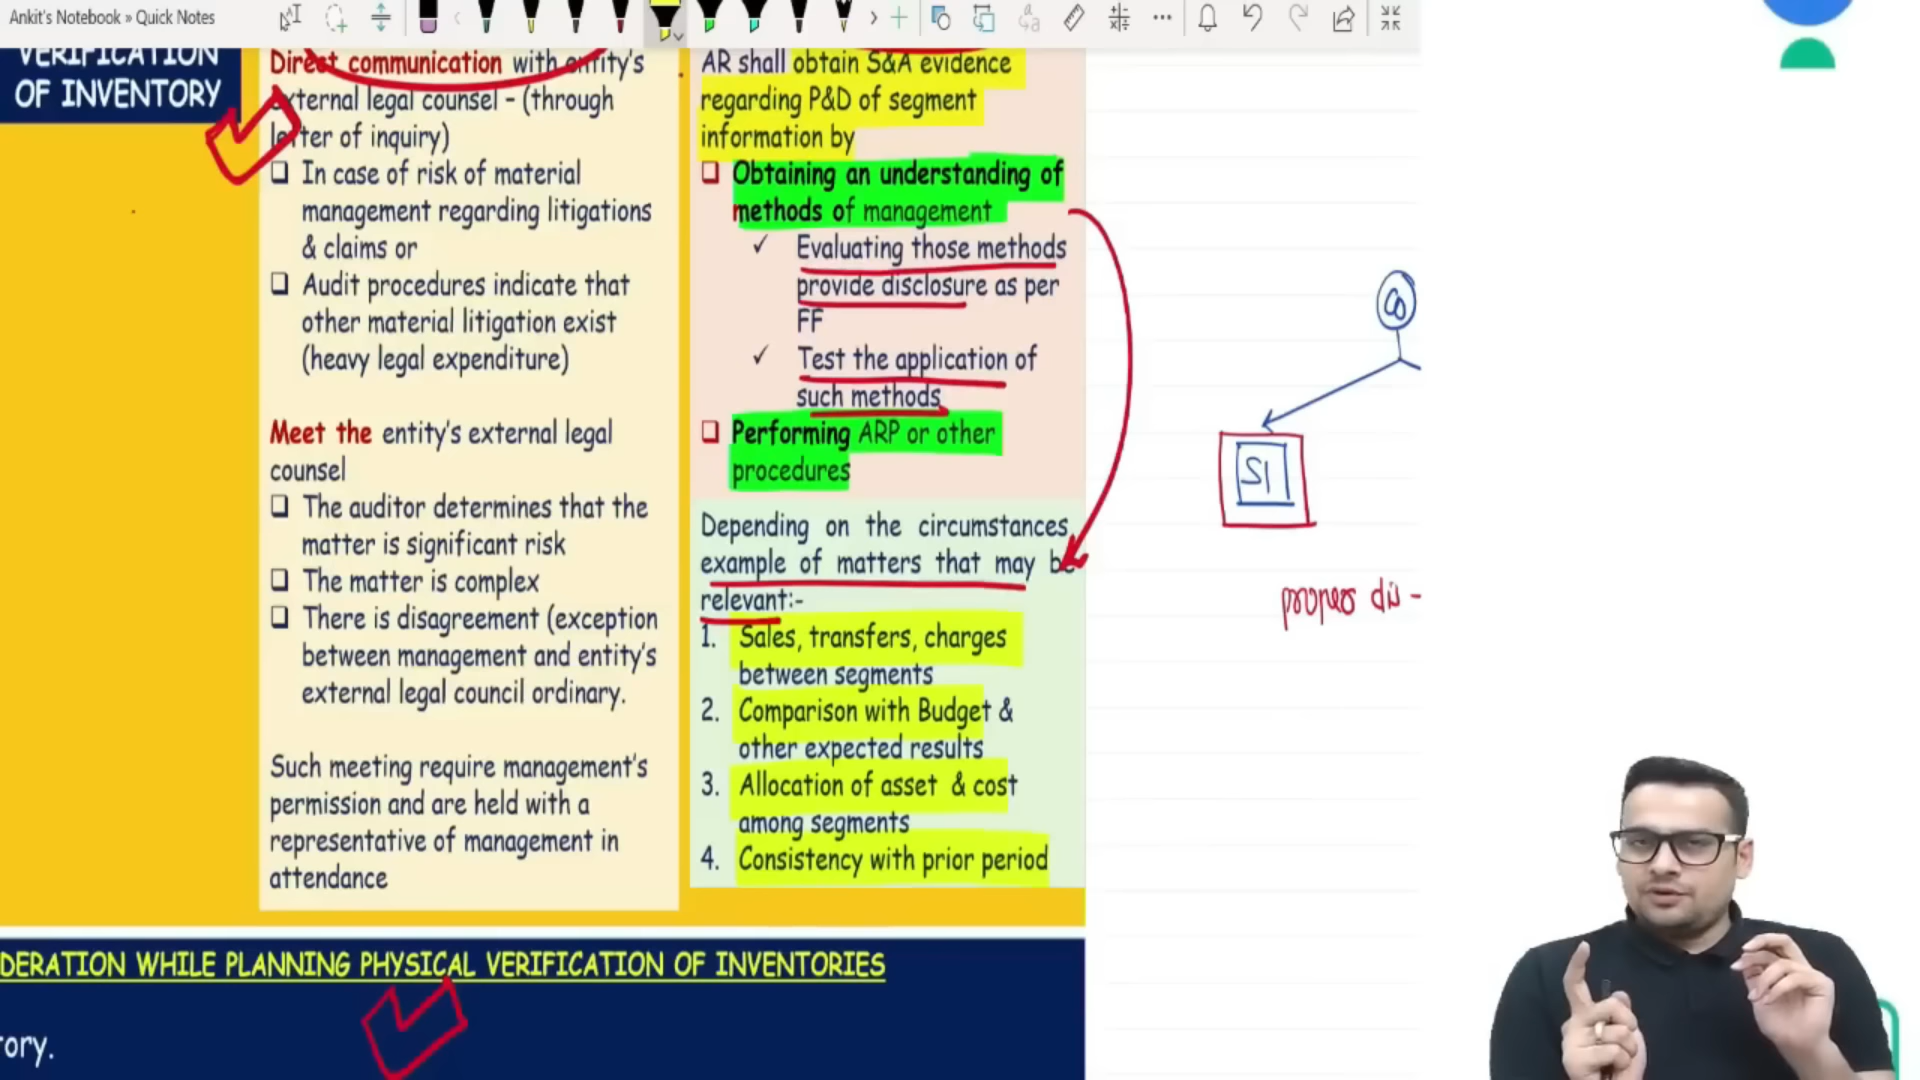 Ankit's Notebook » Quick Notes
VERIFICATION
OF INVENTORY
Direct communication with entity's
external legal counsel – (through
letter of inquiry)
❑ In case of risk of material
management regarding litigations
& claims or
❑ Audit procedures indicate that
other material litigation exist
(heavy legal expenditure)
Meet the entity's external legal
counsel
❑ The auditor determines that the
matter is significant risk
❑ The matter is complex
❑ There is disagreement (exception
between management and entity's
external legal council ordinary.
Such meeting require management's
permission and are held with a
representative of management in
attendance
AR shall obtain S&A evidence
regarding P&D of segment
information by
❑ Obtaining an understanding of
methods of management
✓ Evaluating those methods
provide disclosure as per
FF
✓ Test the application of
such methods
❑ Performing ARP or other
procedures
Depending on the circumstances
example of matters that may be
relevant:-
1. Sales, transfers, charges
between segments
2. Comparison with Budget &
other expected results
3. Allocation of asset & cost
among segments
4. Consistency with prior period
Co
S1
proper dis -
DERATION WHILE PLANNING PHYSICAL VERIFICATION OF INVENTORIES
tory.